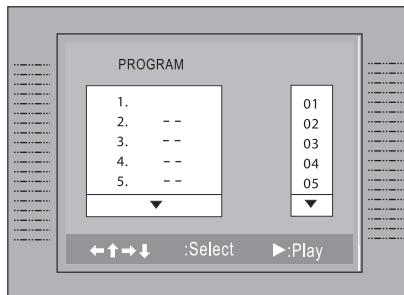 PROGRAM
1.
2. - -
3. - -
4. - -
5. - -
▼
01
02
03
04
05
▼
←↑→↓ :Select ▶:Play